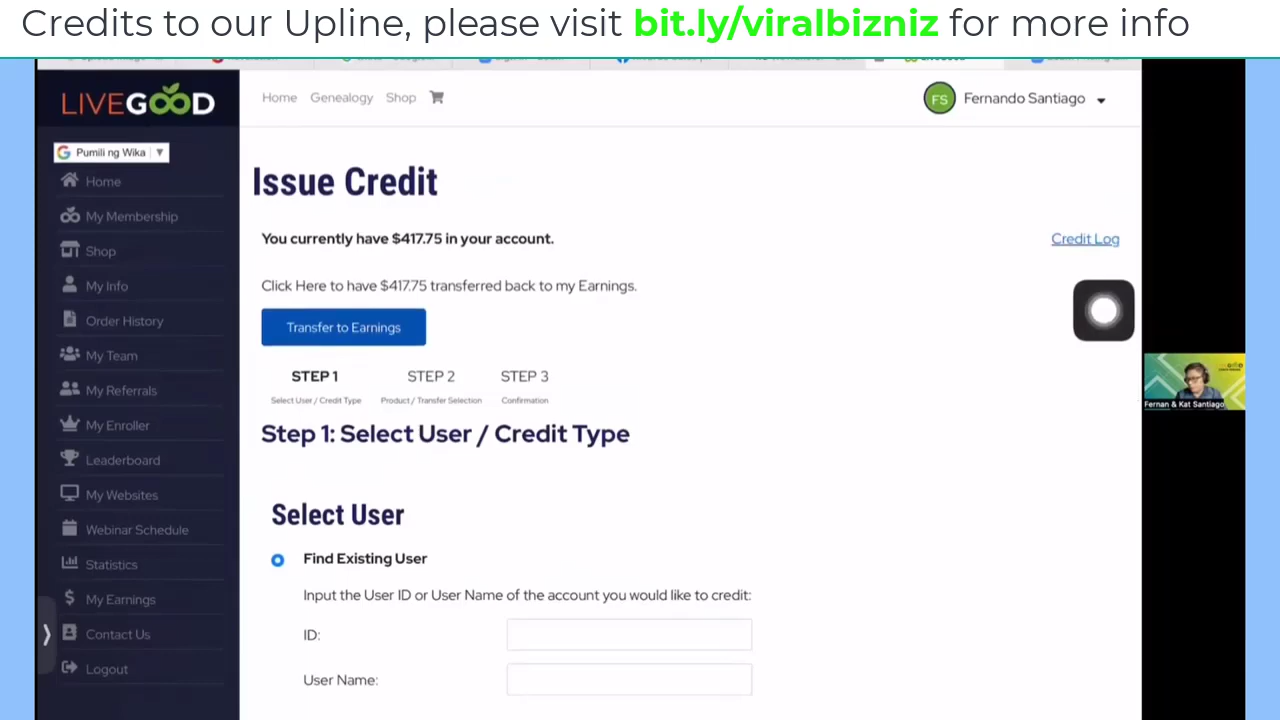 Credits to our Upline, please visit bit.ly/viralbizniz for more info
LIVEGOOD
Home Genealogy Shop
FS Fernando Santiago
Pumili ng Wika
Home
My Membership
Shop
My Info
Order History
My Team
My Referrals
My Enroller
Leaderboard
My Websites
Webinar Schedule
Statistics
My Earnings
Contact Us
Logout
Issue Credit
You currently have $417.75 in your account.
Credit Log
Click Here to have $417.75 transferred back to my Earnings.
Transfer to Earnings
STEP 1 STEP 2 STEP 3
Select User / Credit Type Product / Transfer Selection Confirmation
Step 1: Select User / Credit Type
Select User
Find Existing User
Input the User ID or User Name of the account you would like to credit:
ID:
User Name:
Fernan & Kat Santiago